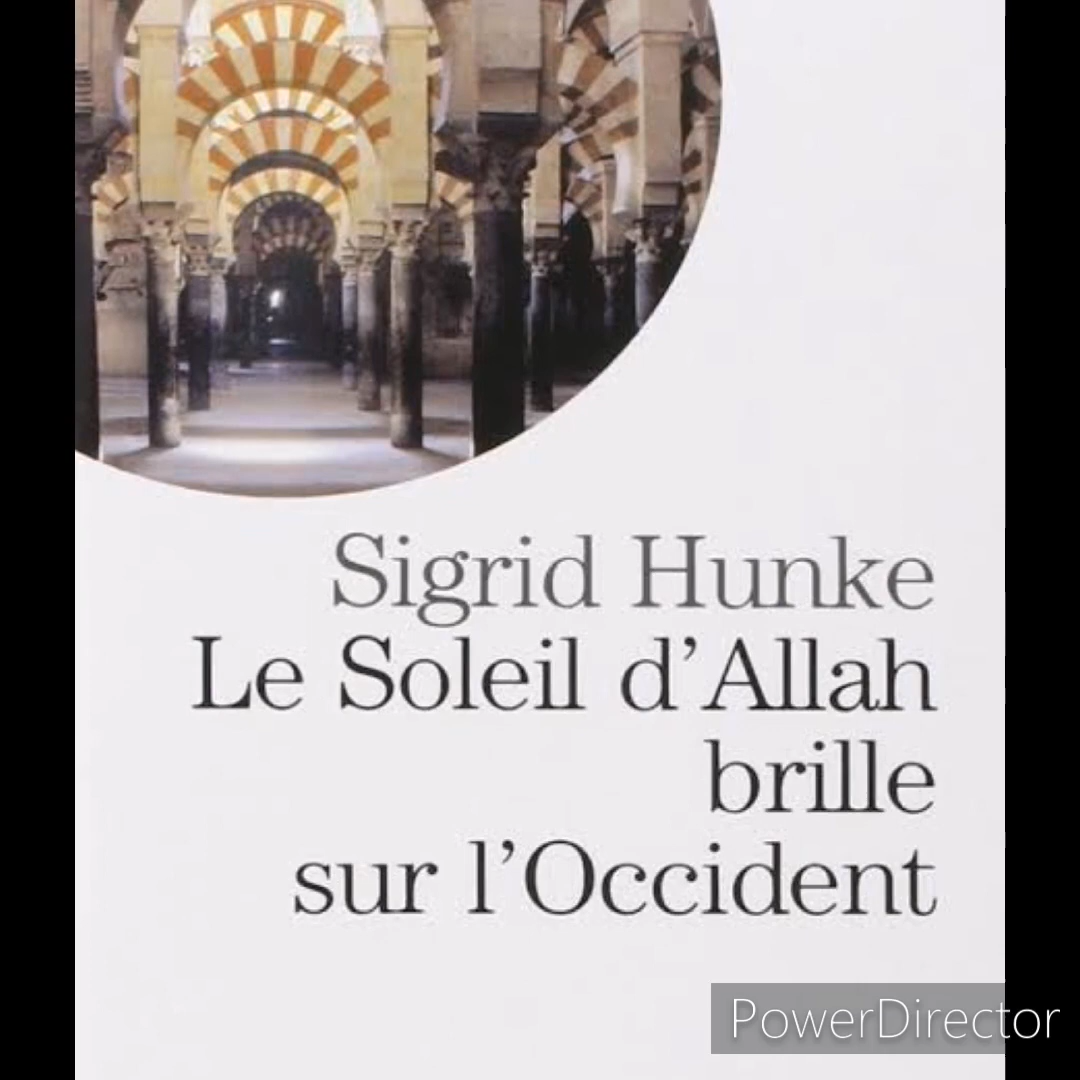 Sigrid Hunke
Le Soleil d’Allah
brille
sur l’Occident
PowerDirector